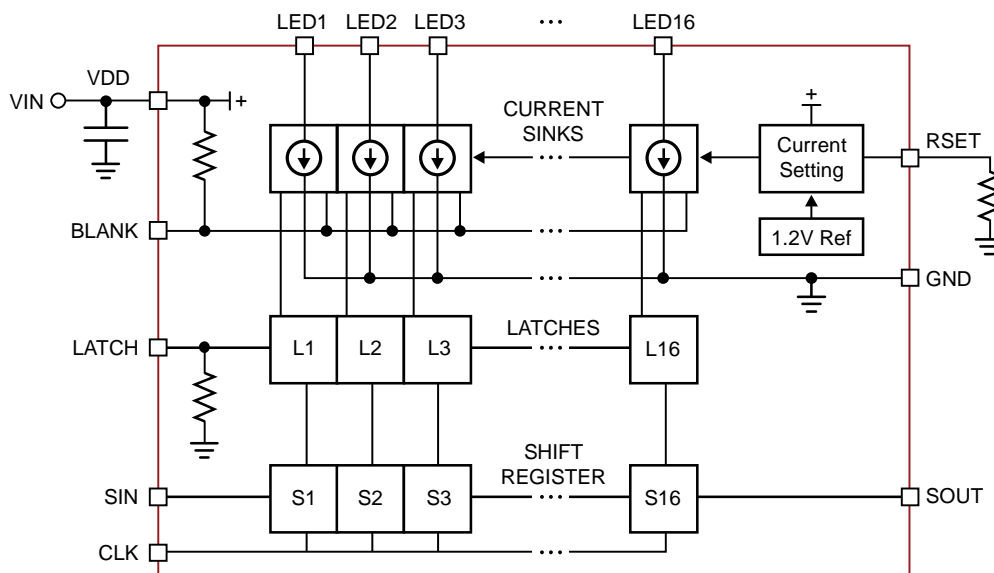 LED1 LED2 LED3 ... LED16
VDD
VIN
+
CURRENT
SINKS
...
+
Current
Setting
RSET
BLANK
...
1.2V Ref
...
GND
LATCH
L1 L2 L3
LATCHES
...
L16
SHIFT
REGISTER
SIN
S1 S2 S3
...
S16
SOUT
CLK
...